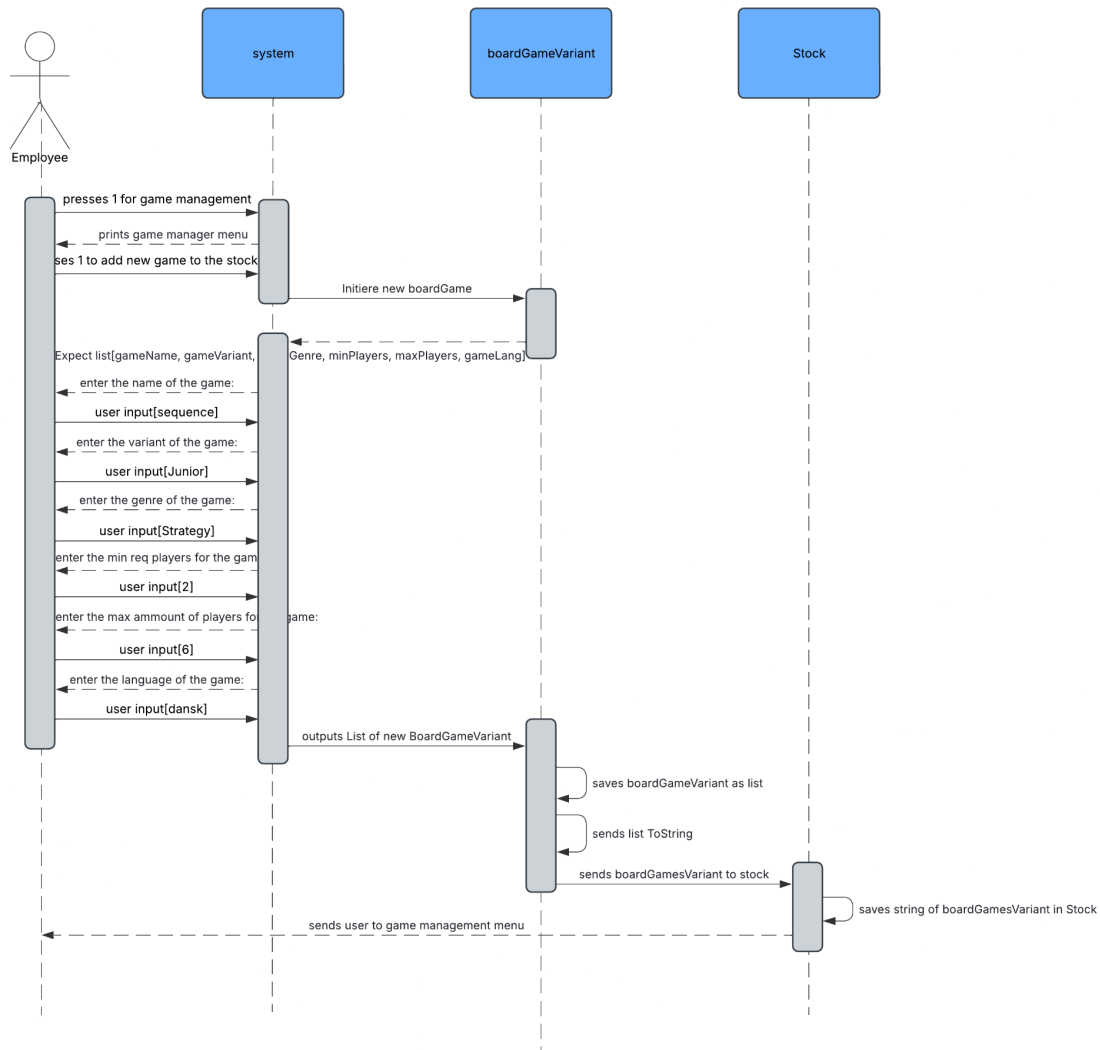 system
boardGameVariant
Stock
Employee
presses 1 for game management
prints game manager menu
ses 1 to add new game to the stock
Initiere new boardGame
Expect list[gameName, gameVariant, Genre, minPlayers, maxPlayers, gameLang]
enter the name of the game:
user input[sequence]
enter the variant of the game:
user input[Junior]
enter the genre of the game:
user input[Strategy]
enter the min req players for the gam
user input[2]
enter the max ammount of players fo game:
user input[6]
enter the language of the game:
user input[dansk]
outputs List of new BoardGameVariant
saves boardGameVariant as list
sends list ToString
sends boardGamesVariant to stock
saves string of boardGamesVariant in Stock
sends user to game management menu